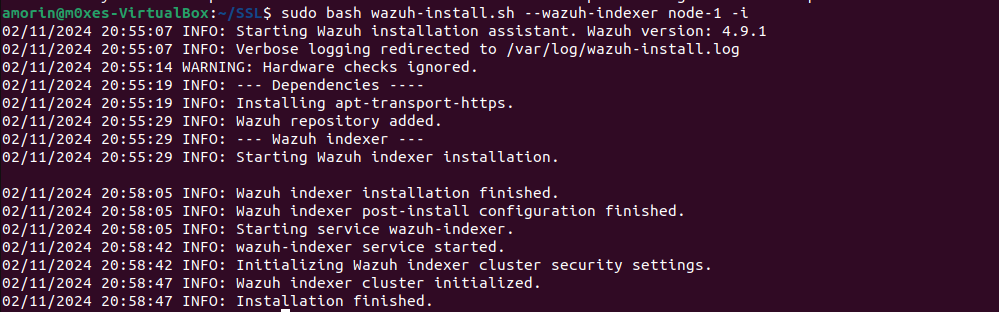 amorin@m0xes-VirtualBox:~/SSL$ sudo bash wazuh-install.sh --wazuh-indexer node-1 -i
02/11/2024 20:55:07 INFO: Starting Wazuh installation assistant. Wazuh version: 4.9.1
02/11/2024 20:55:07 INFO: Verbose logging redirected to /var/log/wazuh-install.log
02/11/2024 20:55:14 WARNING: Hardware checks ignored.
02/11/2024 20:55:19 INFO: --- Dependencies ----
02/11/2024 20:55:19 INFO: Installing apt-transport-https.
02/11/2024 20:55:29 INFO: Wazuh repository added.
02/11/2024 20:55:29 INFO: --- Wazuh indexer ---
02/11/2024 20:55:29 INFO: Starting Wazuh indexer installation.
02/11/2024 20:58:05 INFO: Wazuh indexer installation finished.
02/11/2024 20:58:05 INFO: Wazuh indexer post-install configuration finished.
02/11/2024 20:58:05 INFO: Starting service wazuh-indexer.
02/11/2024 20:58:42 INFO: wazuh-indexer service started.
02/11/2024 20:58:42 INFO: Initializing Wazuh indexer cluster security settings.
02/11/2024 20:58:47 INFO: Wazuh indexer cluster initialized.
02/11/2024 20:58:47 INFO: Installation finished.